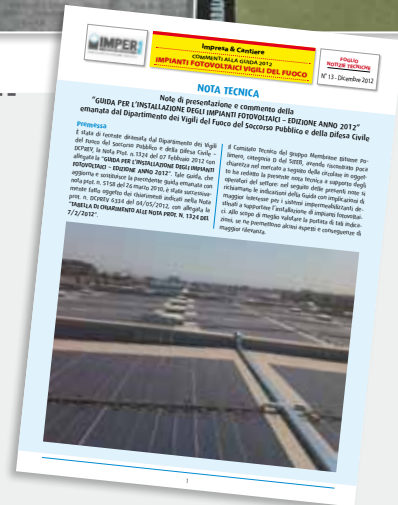 IMPER
Impresa & Cantiere
COMMENTI ALLA GUIDA 2012
IMPIANTI FOTOVOLTAICI VIGILI DEL FUOCO
FOGLIO
NOTIZIE TECNICHE
N° 13 - Dicembre 2012
NOTA TECNICA
Note di presentazione e commento della
"GUIDA PER L'INSTALLAZIONE DEGLI IMPIANTI FOTOVOLTAICI – EDIZIONE ANNO 2012"
emanata dal Dipartimento dei Vigili del Fuoco del Soccorso Pubblico e della Difesa Civile
Premessa
È stata di recente diramata dal Dipartimento dei Vigili
del Fuoco del Soccorso Pubblico e della Difesa Civile –
DCPREV, la Nota Prot. n.1324 del 07 febbraio 2012 con
allegata la "GUIDA PER L'INSTALLAZIONE DEGLI IMPIANTI
FOTOVOLTAICI – EDIZIONE ANNO 2012". Tale Guida, che
aggiorna e sostituisce la precedente guida emanata con
nota prot. n. 5158 del 26 marzo 2010, è stata successiva-
mente fatta oggetto dei chiarimenti indicati nella Nota
prot. n. DCPREV 6334 del 04/05/2012, con allegata la
"TABELLA DI CHIARIMENTO ALLE NOTA PROT. N. 1324 DEL
7/2/2012".
Il Comitato Tecnico del gruppo Membrane Bitume Po-
limero, categoria D del SITEB, avendo riscontrato poca
chiarezza nel mercato a seguito della circolare in ogget-
to ha redatto la presente nota tecnica a supporto degli
operatori del settore: nel seguito delle presenti note si
richiamano le indicazioni della Guida con implicazioni di
maggior interesse per i sistemi impermeabilizzanti de-
stinati a supportare l'installazione di impianti fotovoltai-
ci. Allo scopo di meglio valutare la portata di tali indica-
zioni, se ne premettono alcuni aspetti e conseguenze di
maggior rilevanza.
1